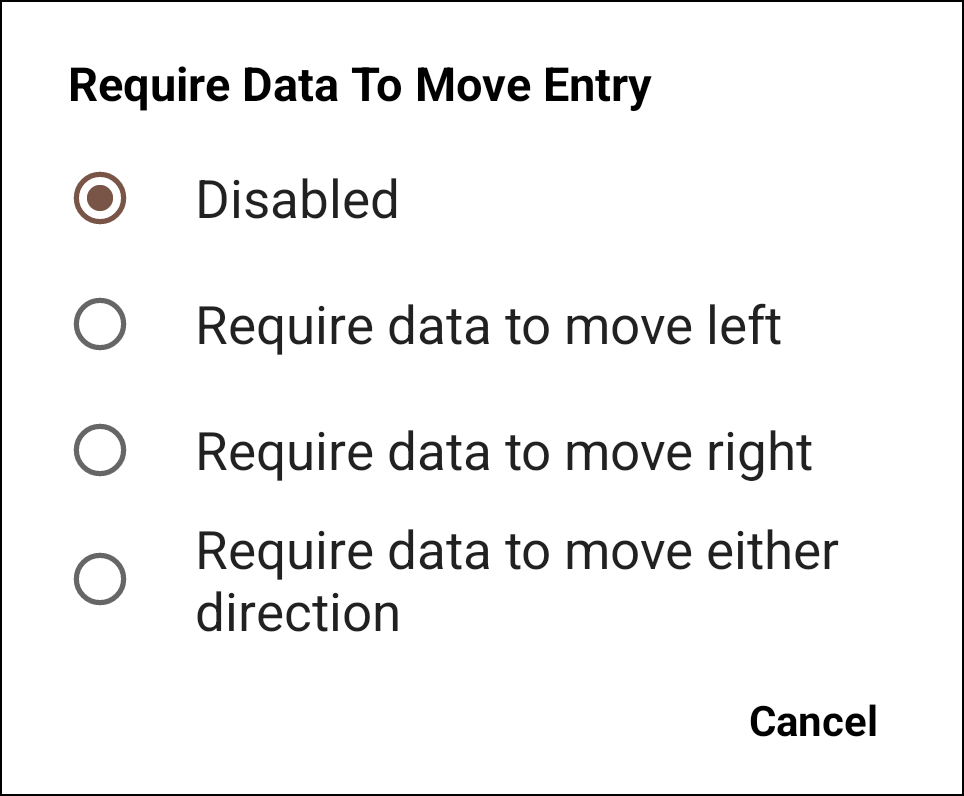 Require Data To Move Entry
Disabled
Require data to move left
Require data to move right
Require data to move either
direction
Cancel